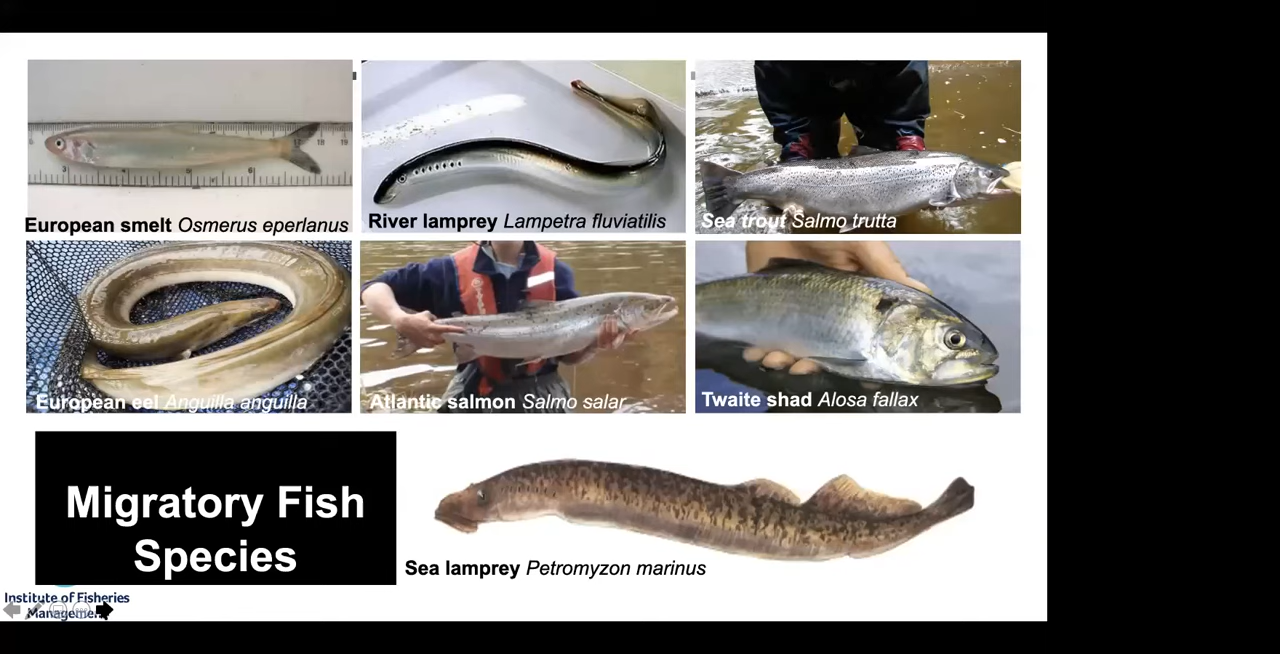 European smelt Osmerus eperlanus
River lamprey Lampetra fluviatilis
Sea trout Salmo trutta
European eel Anguilla anguilla
Atlantic salmon Salmo salar
Twaite shad Alosa fallax
Migratory Fish
Species
Sea lamprey Petromyzon marinus
Institute of Fisheries
Management